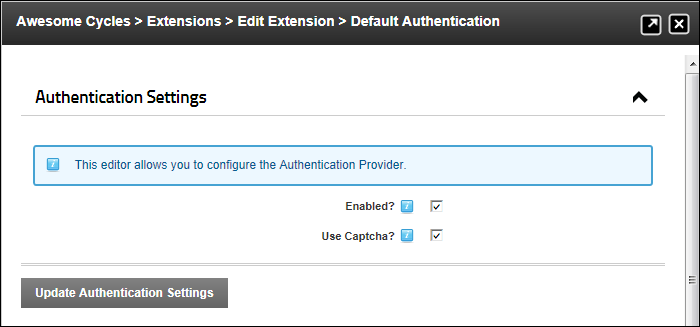 Awesome Cycles > Extensions > Edit Extension > Default Authentication
Authentication Settings
This editor allows you to configure the Authentication Provider.
Enabled?
Use Captcha?
Update Authentication Settings